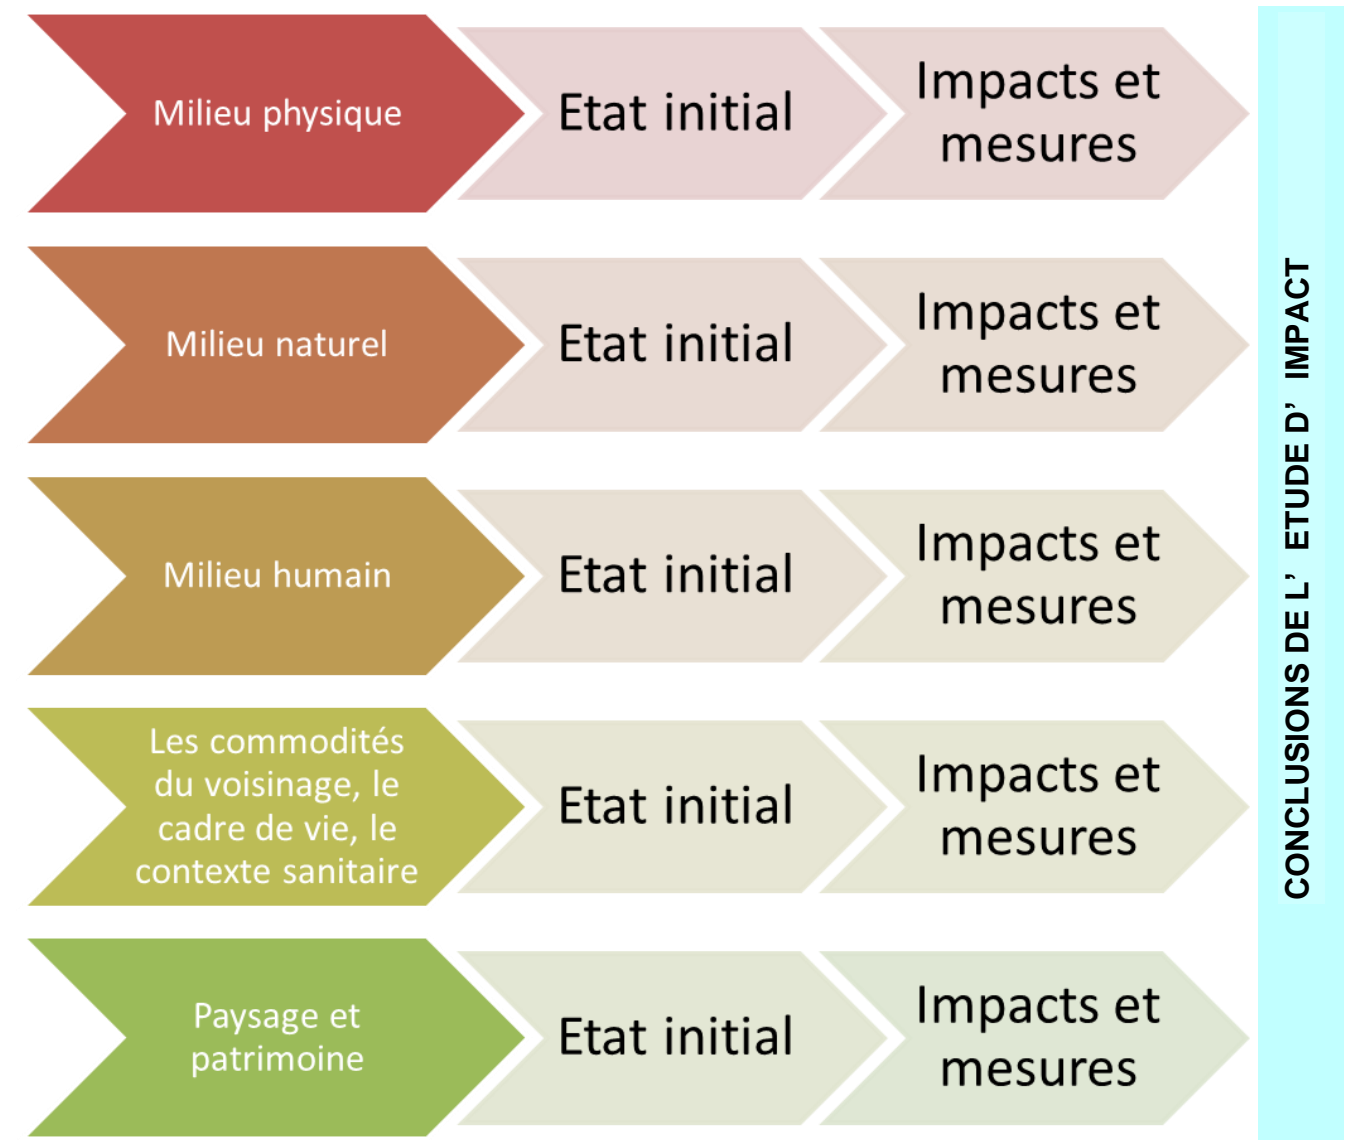 Milieu physique
Etat initial
Impacts et
mesures
Milieu naturel
Etat initial
Impacts et
mesures
Milieu humain
Etat initial
Impacts et
mesures
Les commodités
du voisinage, le
cadre de vie, le
contexte sanitaire
Etat initial
Impacts et
mesures
Paysage et
patrimoine
Etat initial
Impacts et
mesures
CONCLUSIONS DE L’ ETUDE D’ IMPACT